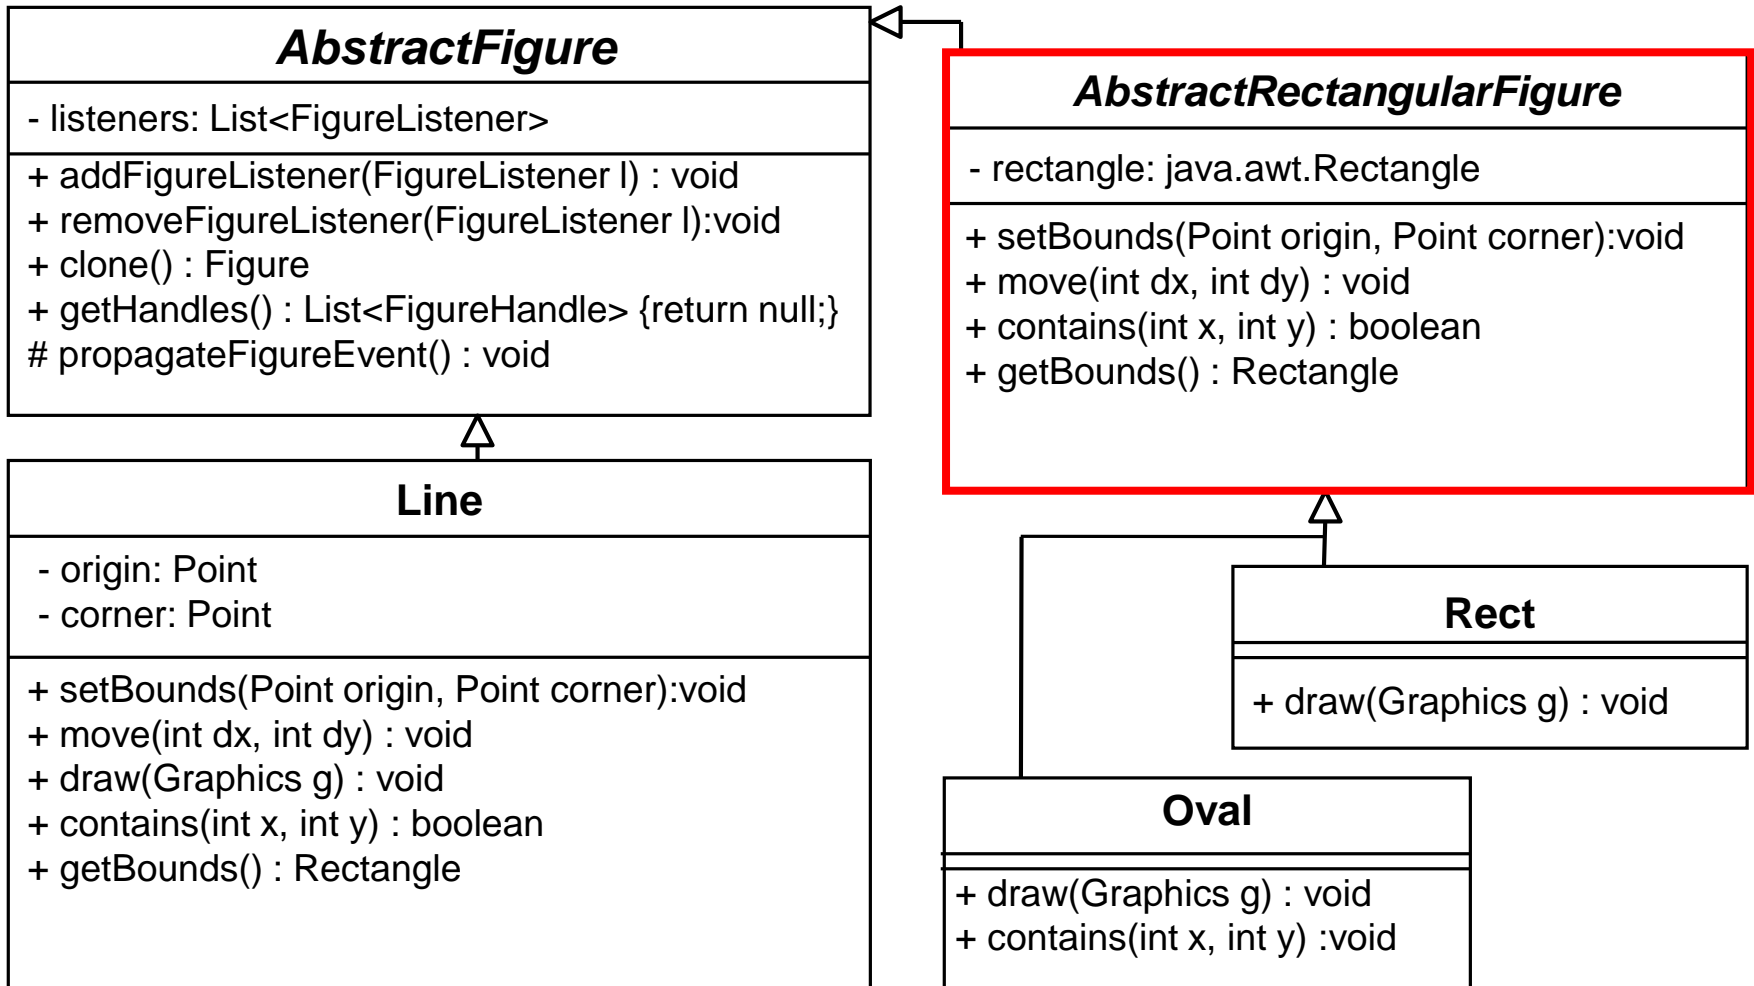 AbstractFigure
- listeners: List<FigureListener>
+ addFigureListener(FigureListener l) : void
+ removeFigureListener(FigureListener l):void
+ clone() : Figure
+ getHandles() : List<FigureHandle> {return null;}
# propagateFigureEvent() : void
AbstractRectangularFigure
- rectangle: java.awt.Rectangle
+ setBounds(Point origin, Point corner):void
+ move(int dx, int dy) : void
+ contains(int x, int y) : boolean
+ getBounds() : Rectangle
Line
- origin: Point
- corner: Point
+ setBounds(Point origin, Point corner):void
+ move(int dx, int dy) : void
+ draw(Graphics g) : void
+ contains(int x, int y) : boolean
+ getBounds() : Rectangle
Rect
+ draw(Graphics g) : void
Oval
+ draw(Graphics g) : void
+ contains(int x, int y) :void